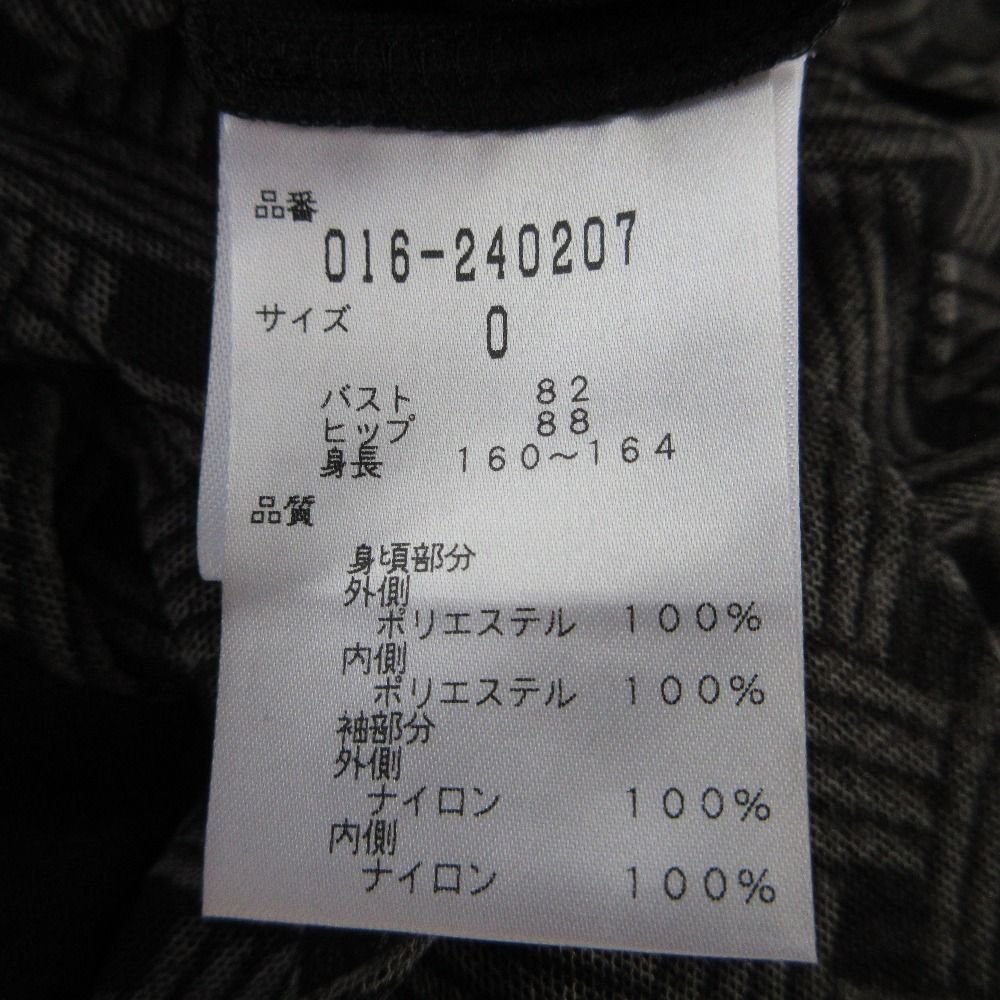 品番
016-240207
サイズ 0
バスト 82
ヒップ 88
身長 160～164
品質
身頃部分
外側
ポリエステル 100%
内側
ポリエステル 100%
袖部分
外側
ナイロン 100%
内側
ナイロン 100%